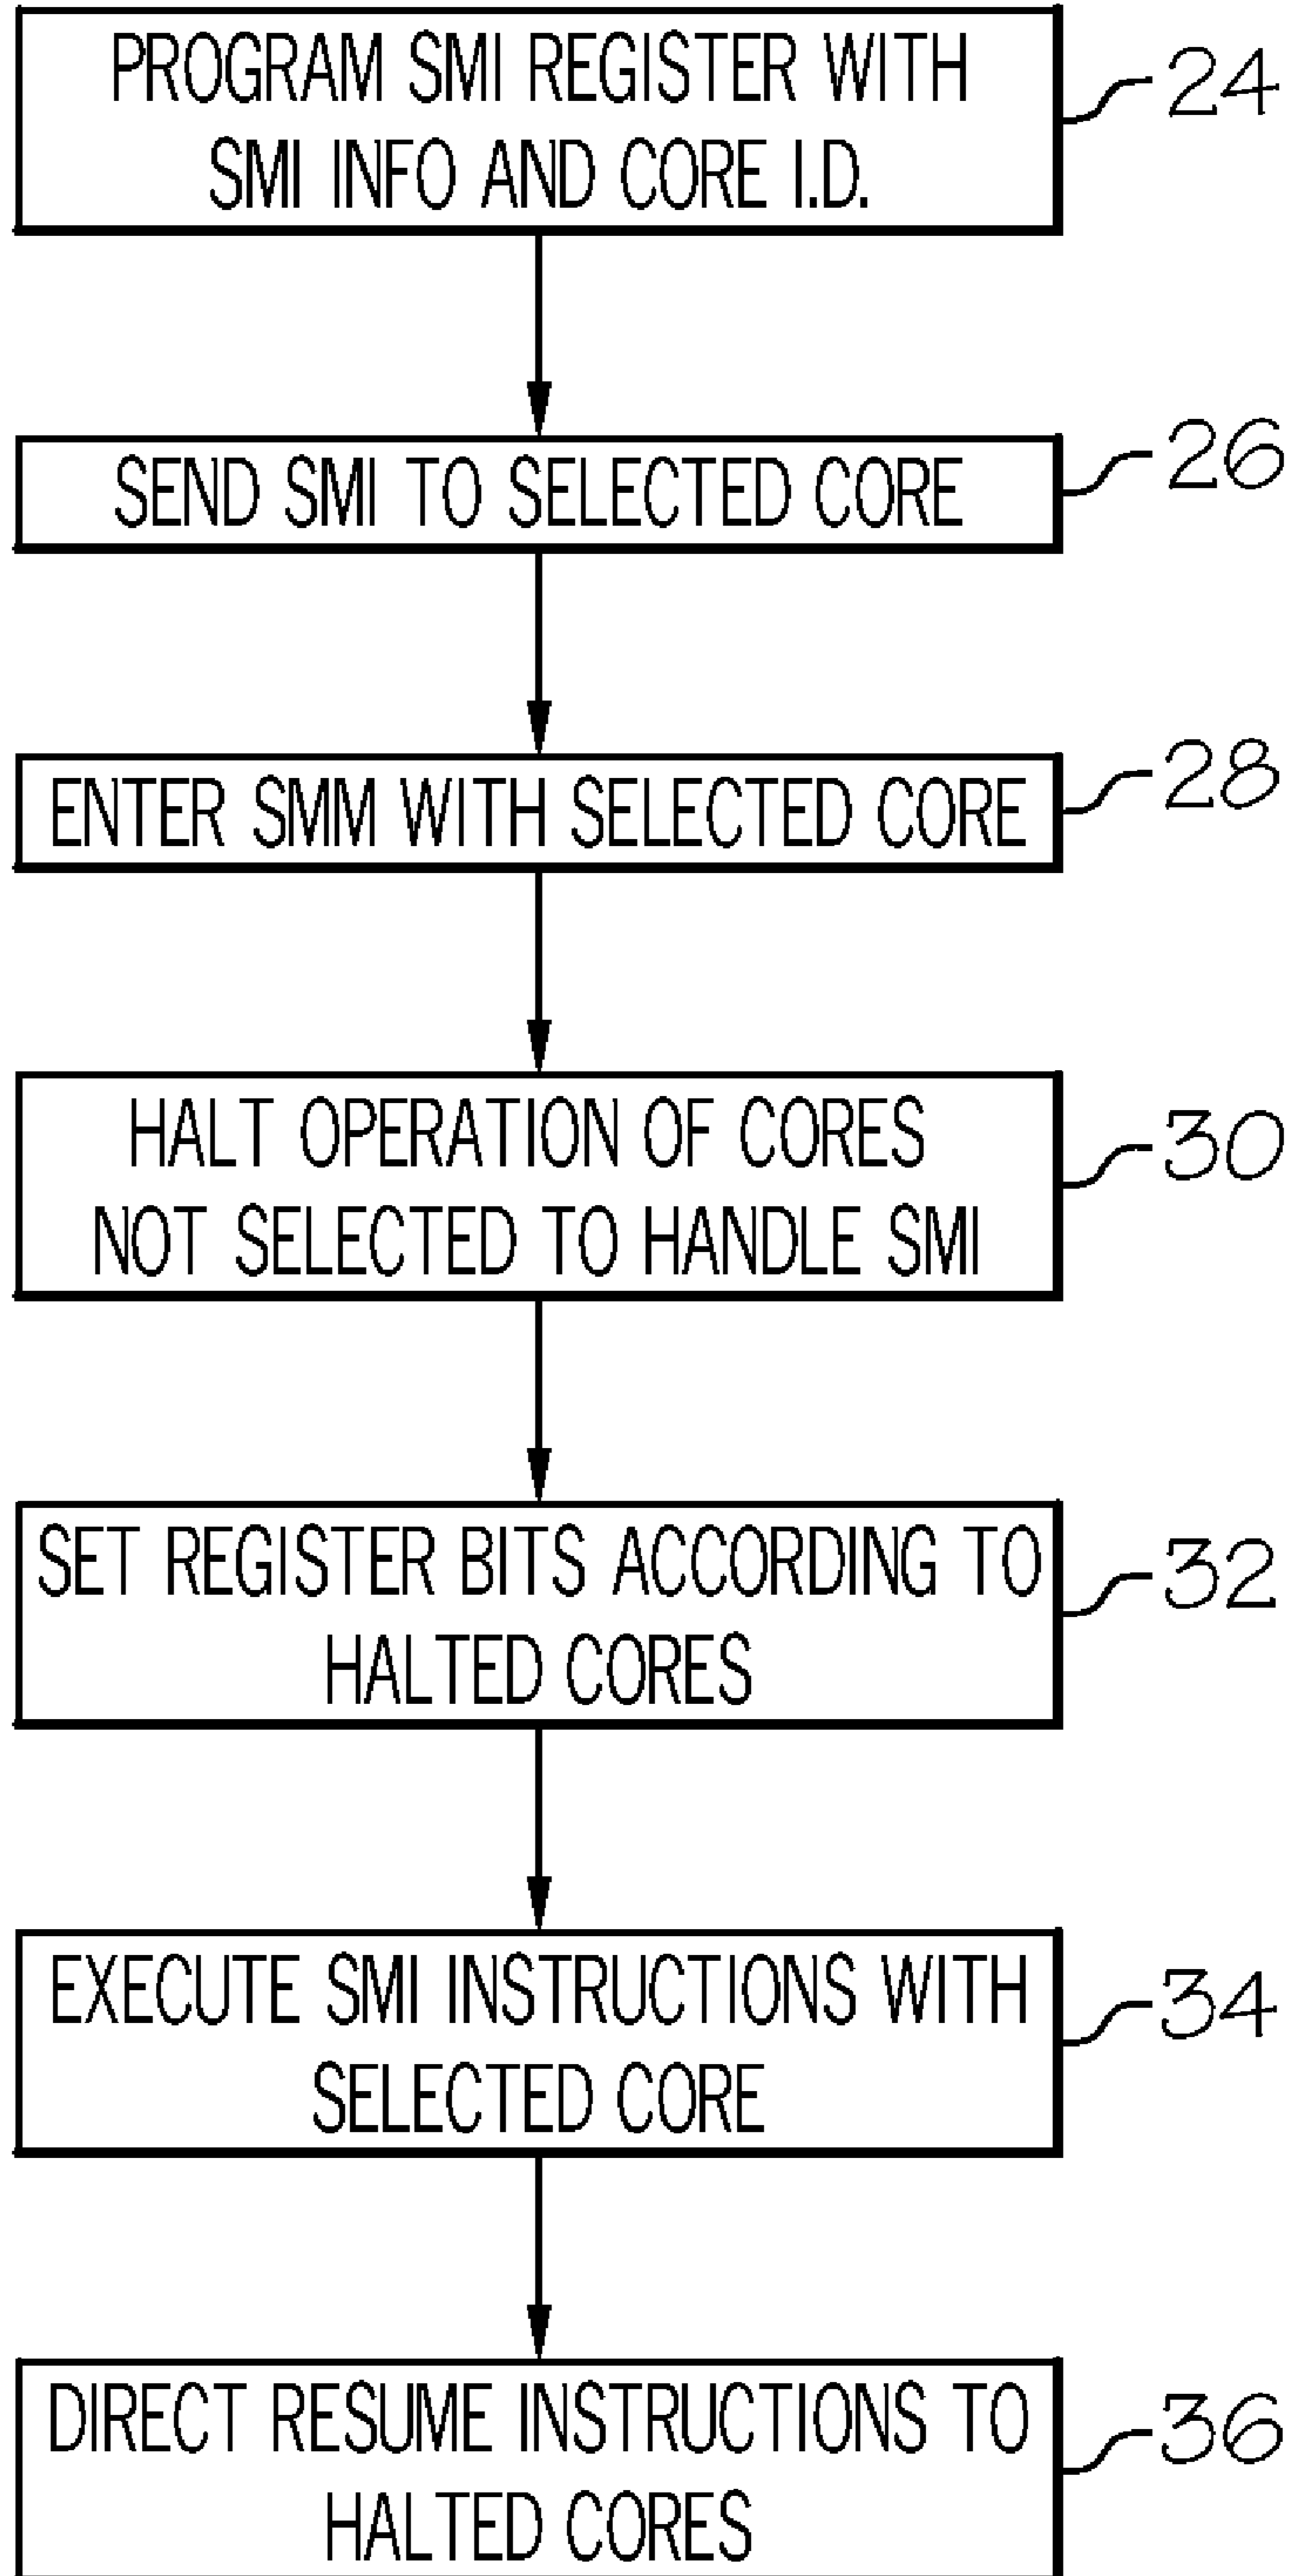 PROGRAM SMI REGISTER WITH
SMI INFO AND CORE I.D.
24
SEND SMI TO SELECTED CORE
26
ENTER SMM WITH SELECTED CORE
28
HALT OPERATION OF CORES
NOT SELECTED TO HANDLE SMI
30
SET REGISTER BITS ACCORDING TO
HALTED CORES
32
EXECUTE SMI INSTRUCTIONS WITH
SELECTED CORE
34
DIRECT RESUME INSTRUCTIONS TO
HALTED CORES
36